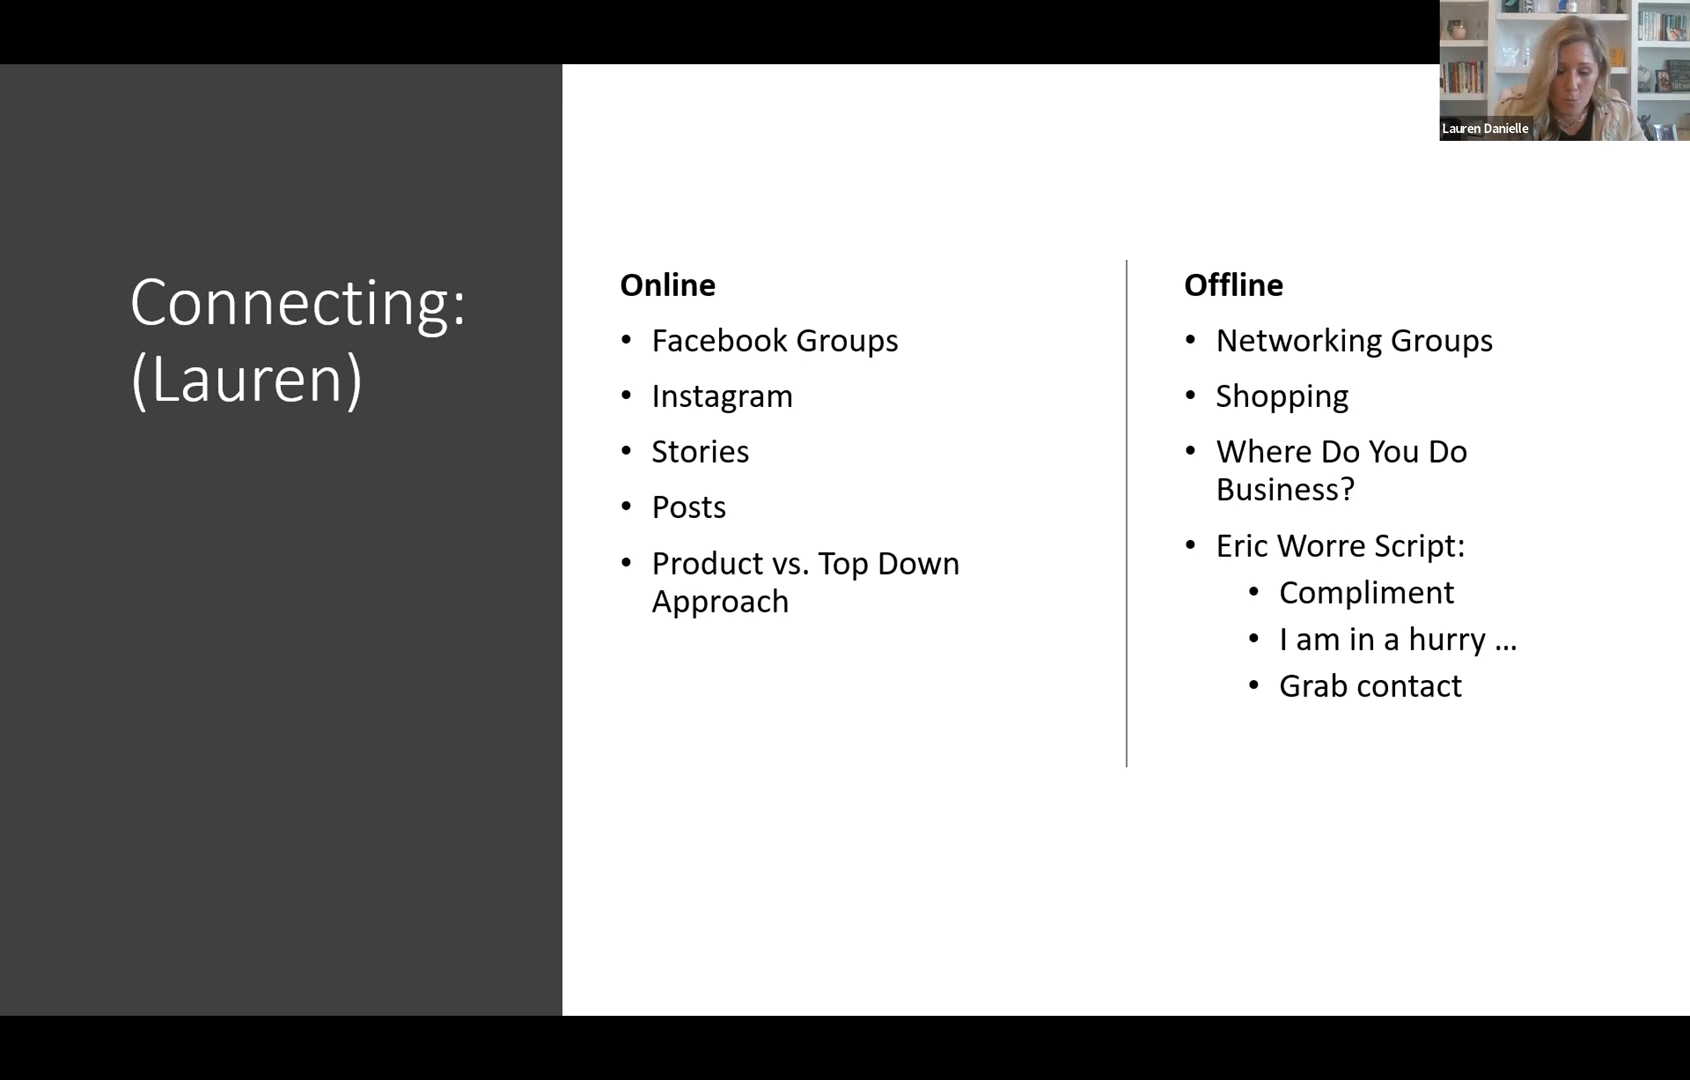 Lauren Danielle
Connecting:
(Lauren)
Online
• Facebook Groups
• Instagram
• Stories
• Posts
• Product vs. Top Down
Approach
Offline
• Networking Groups
• Shopping
• Where Do You Do
Business?
• Eric Worre Script:
• Compliment
• I am in a hurry ...
• Grab contact